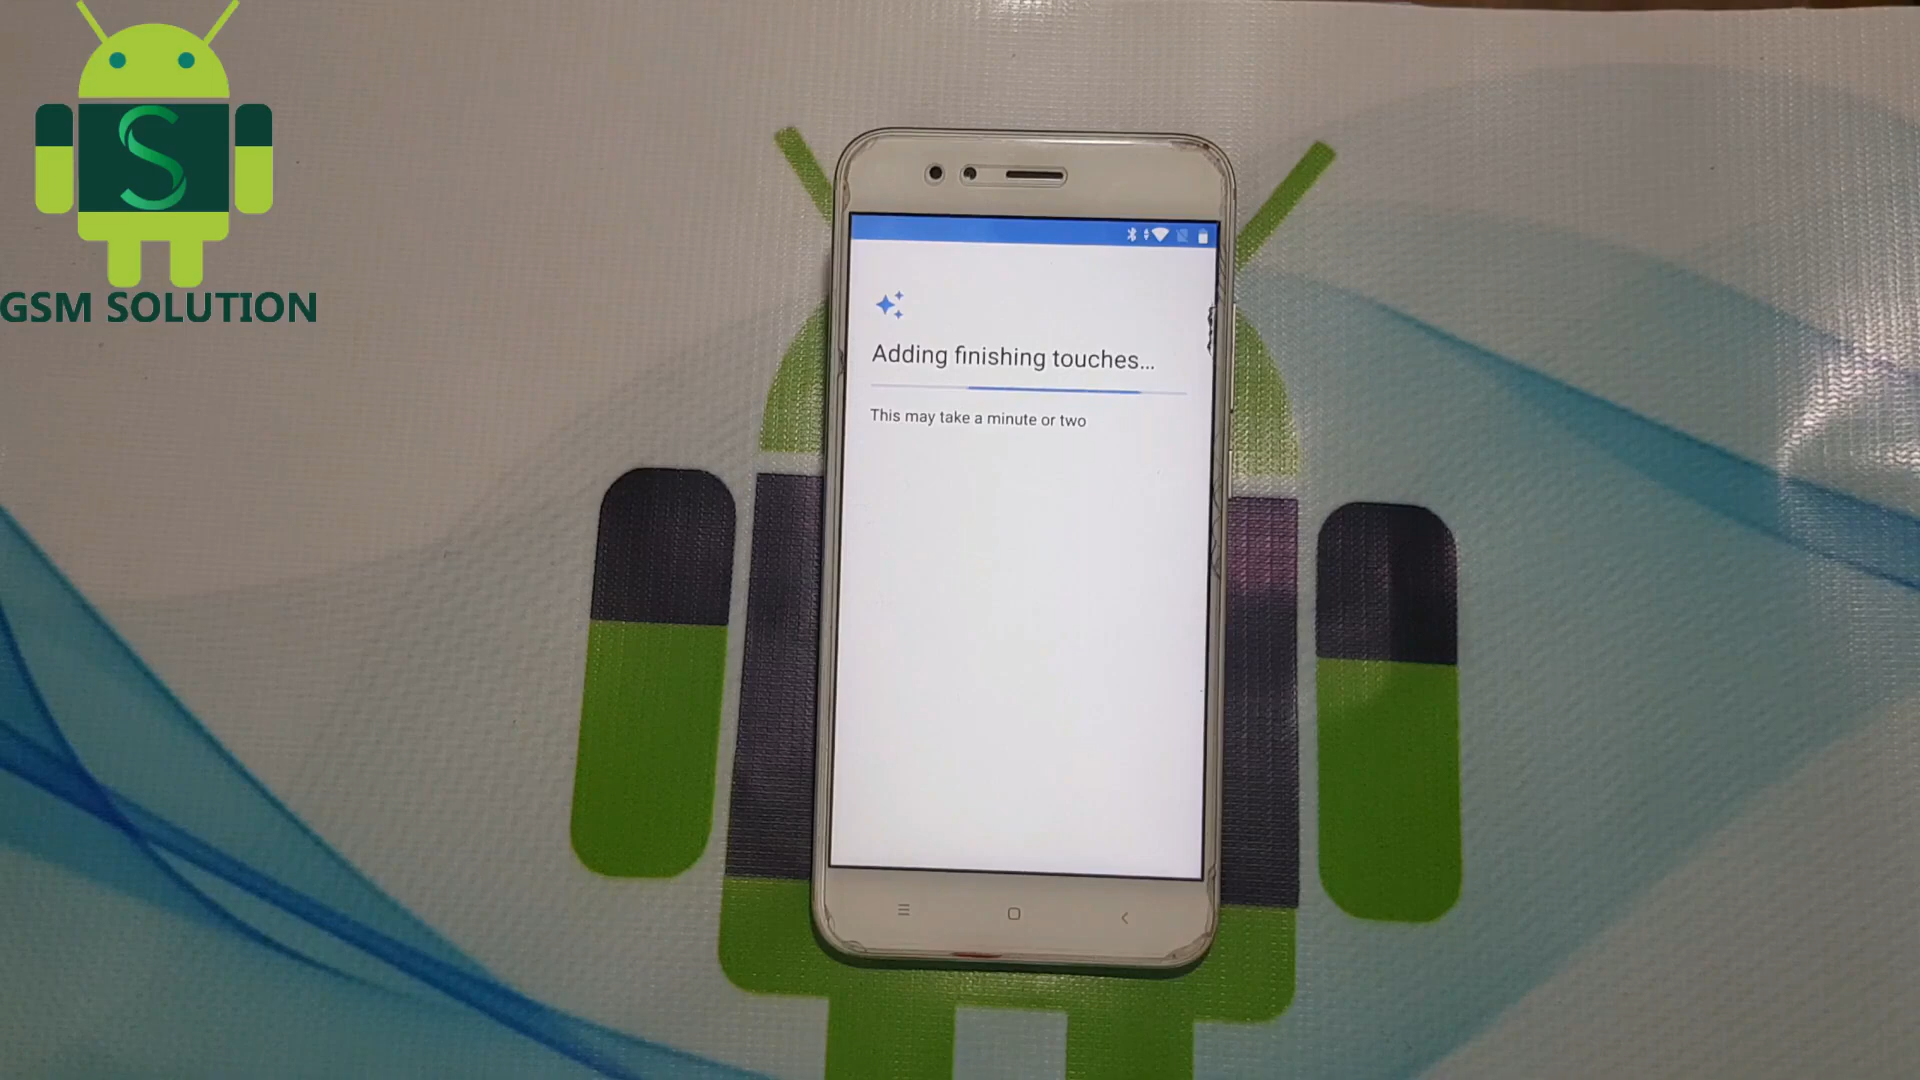 S
GSM SOLUTION
Adding finishing touches...
This may take a minute or two